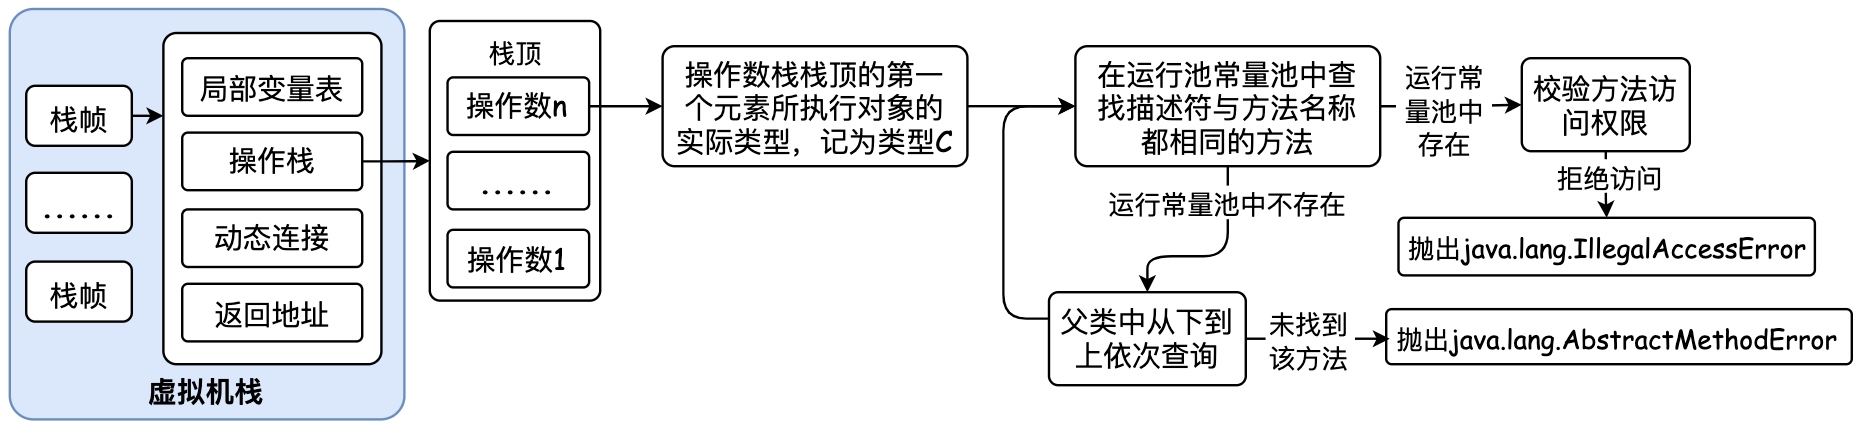 栈帧
......
栈帧
局部变量表
操作栈
动态连接
返回地址
虚拟机栈
栈顶
操作数n
......
操作数1
操作数栈栈顶的第一
个元素所执行对象的
实际类型，记为类型C
在运行池常量池中查
找描述符与方法名称
都相同的方法
运行常
量池中
存在
校验方法访
问权限
拒绝访问
抛出java.lang.IllegalAccessError
运行常量池中不存在
父类中从下到
上依次查询
未找到
该方法
抛出java.lang.AbstractMethodError